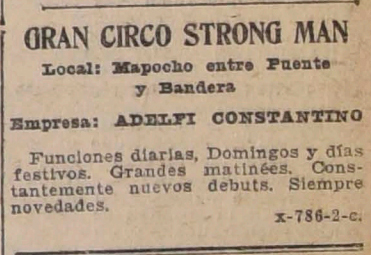 GRAN CIRCO STRONG MAN
Local: Mapocho entre Puente
y Bandera
Empresa: ADELFI CONSTANTINO
Funciones diarias, Domingos y días
festivos. Grandes matinées. Cons-
tantemente nuevos debuts. Siempre
novedades.
x-786-2-c.